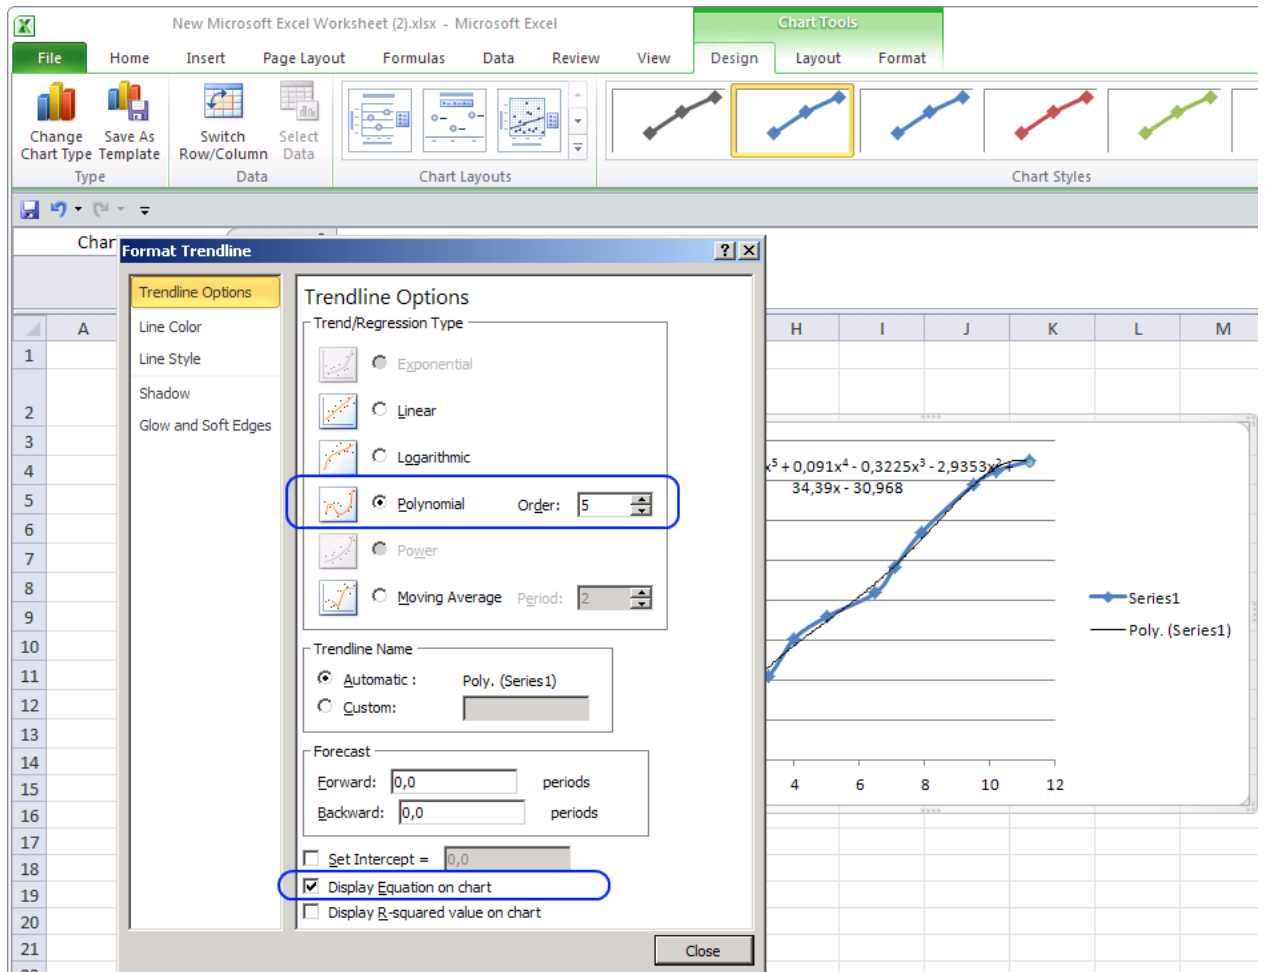 New Microsoft Excel Worksheet (2).xlsx - Microsoft Excel
Chart Tools
File Home Insert Page Layout Formulas Data Review View Design Layout Format
Change Chart Type
Save As Template
Switch Row/Column
Select Data
Type Data Chart Layouts Chart Styles
Char
Format Trendline
A H I J K L M
1
2
3
4
5
6
7
8
9
10
11
12
13
14
15
16
17
18
19
20
21
Trendline Options
Line Color
Line Style
Shadow
Glow and Soft Edges
Trendline Options
Trend/Regression Type
Exponential
Linear
Logarithmic
Polynomial Order: 5
Power
Moving Average Period: 2
Trendline Name
Automatic : Poly. (Series1)
Custom:
Forecast
Forward: 0,0 periods
Backward: 0,0 periods
Set Intercept = 0,0
Display Equation on chart
Display R-squared value on chart
Close
x⁵ + 0,091x⁴ - 0,3225x³ - 2,9353x² +
34,39x - 30,968
Series1
Poly. (Series1)
4 6 8 10 12